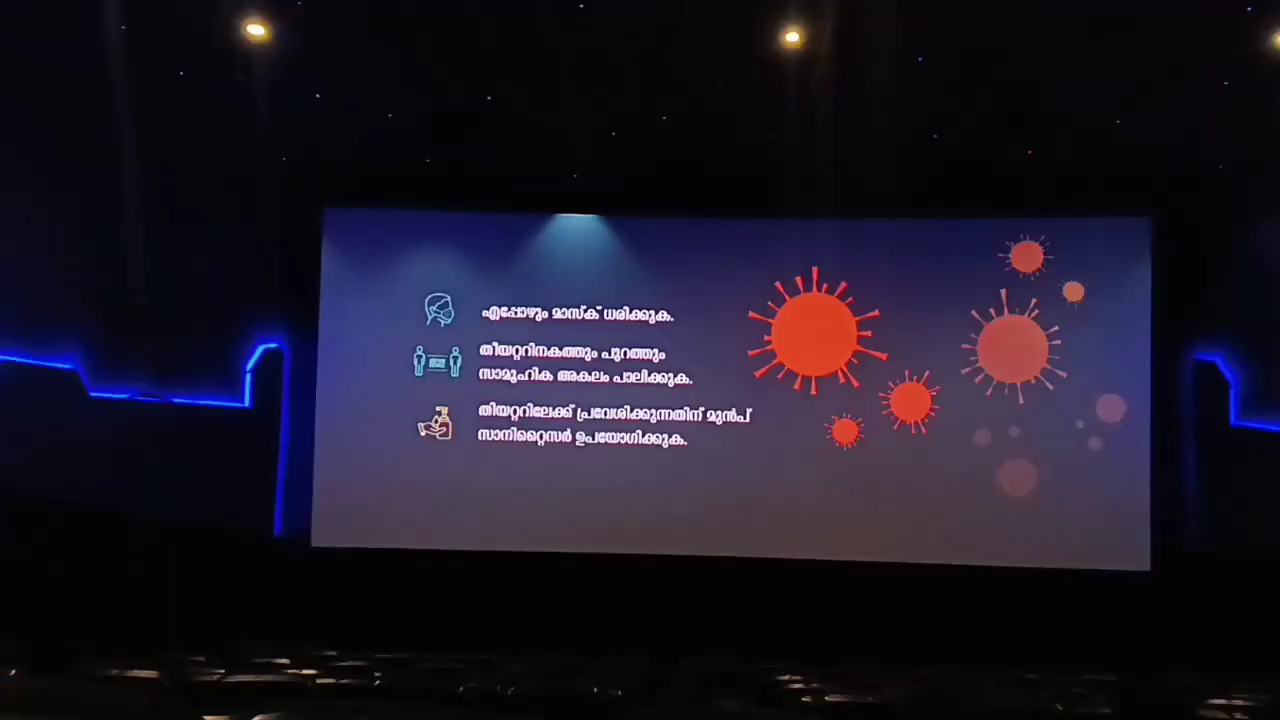 എപ്പോഴും മാസ്ക് ധരിക്കുക.
തീയറ്ററിനകത്തും പുറത്തും
സാമൂഹിക അകലം പാലിക്കുക.
തിയറ്ററിലേക്ക് പ്രവേശിക്കുന്നതിന് മുൻപ്
സാനിറ്റൈസർ ഉപയോഗിക്കുക.